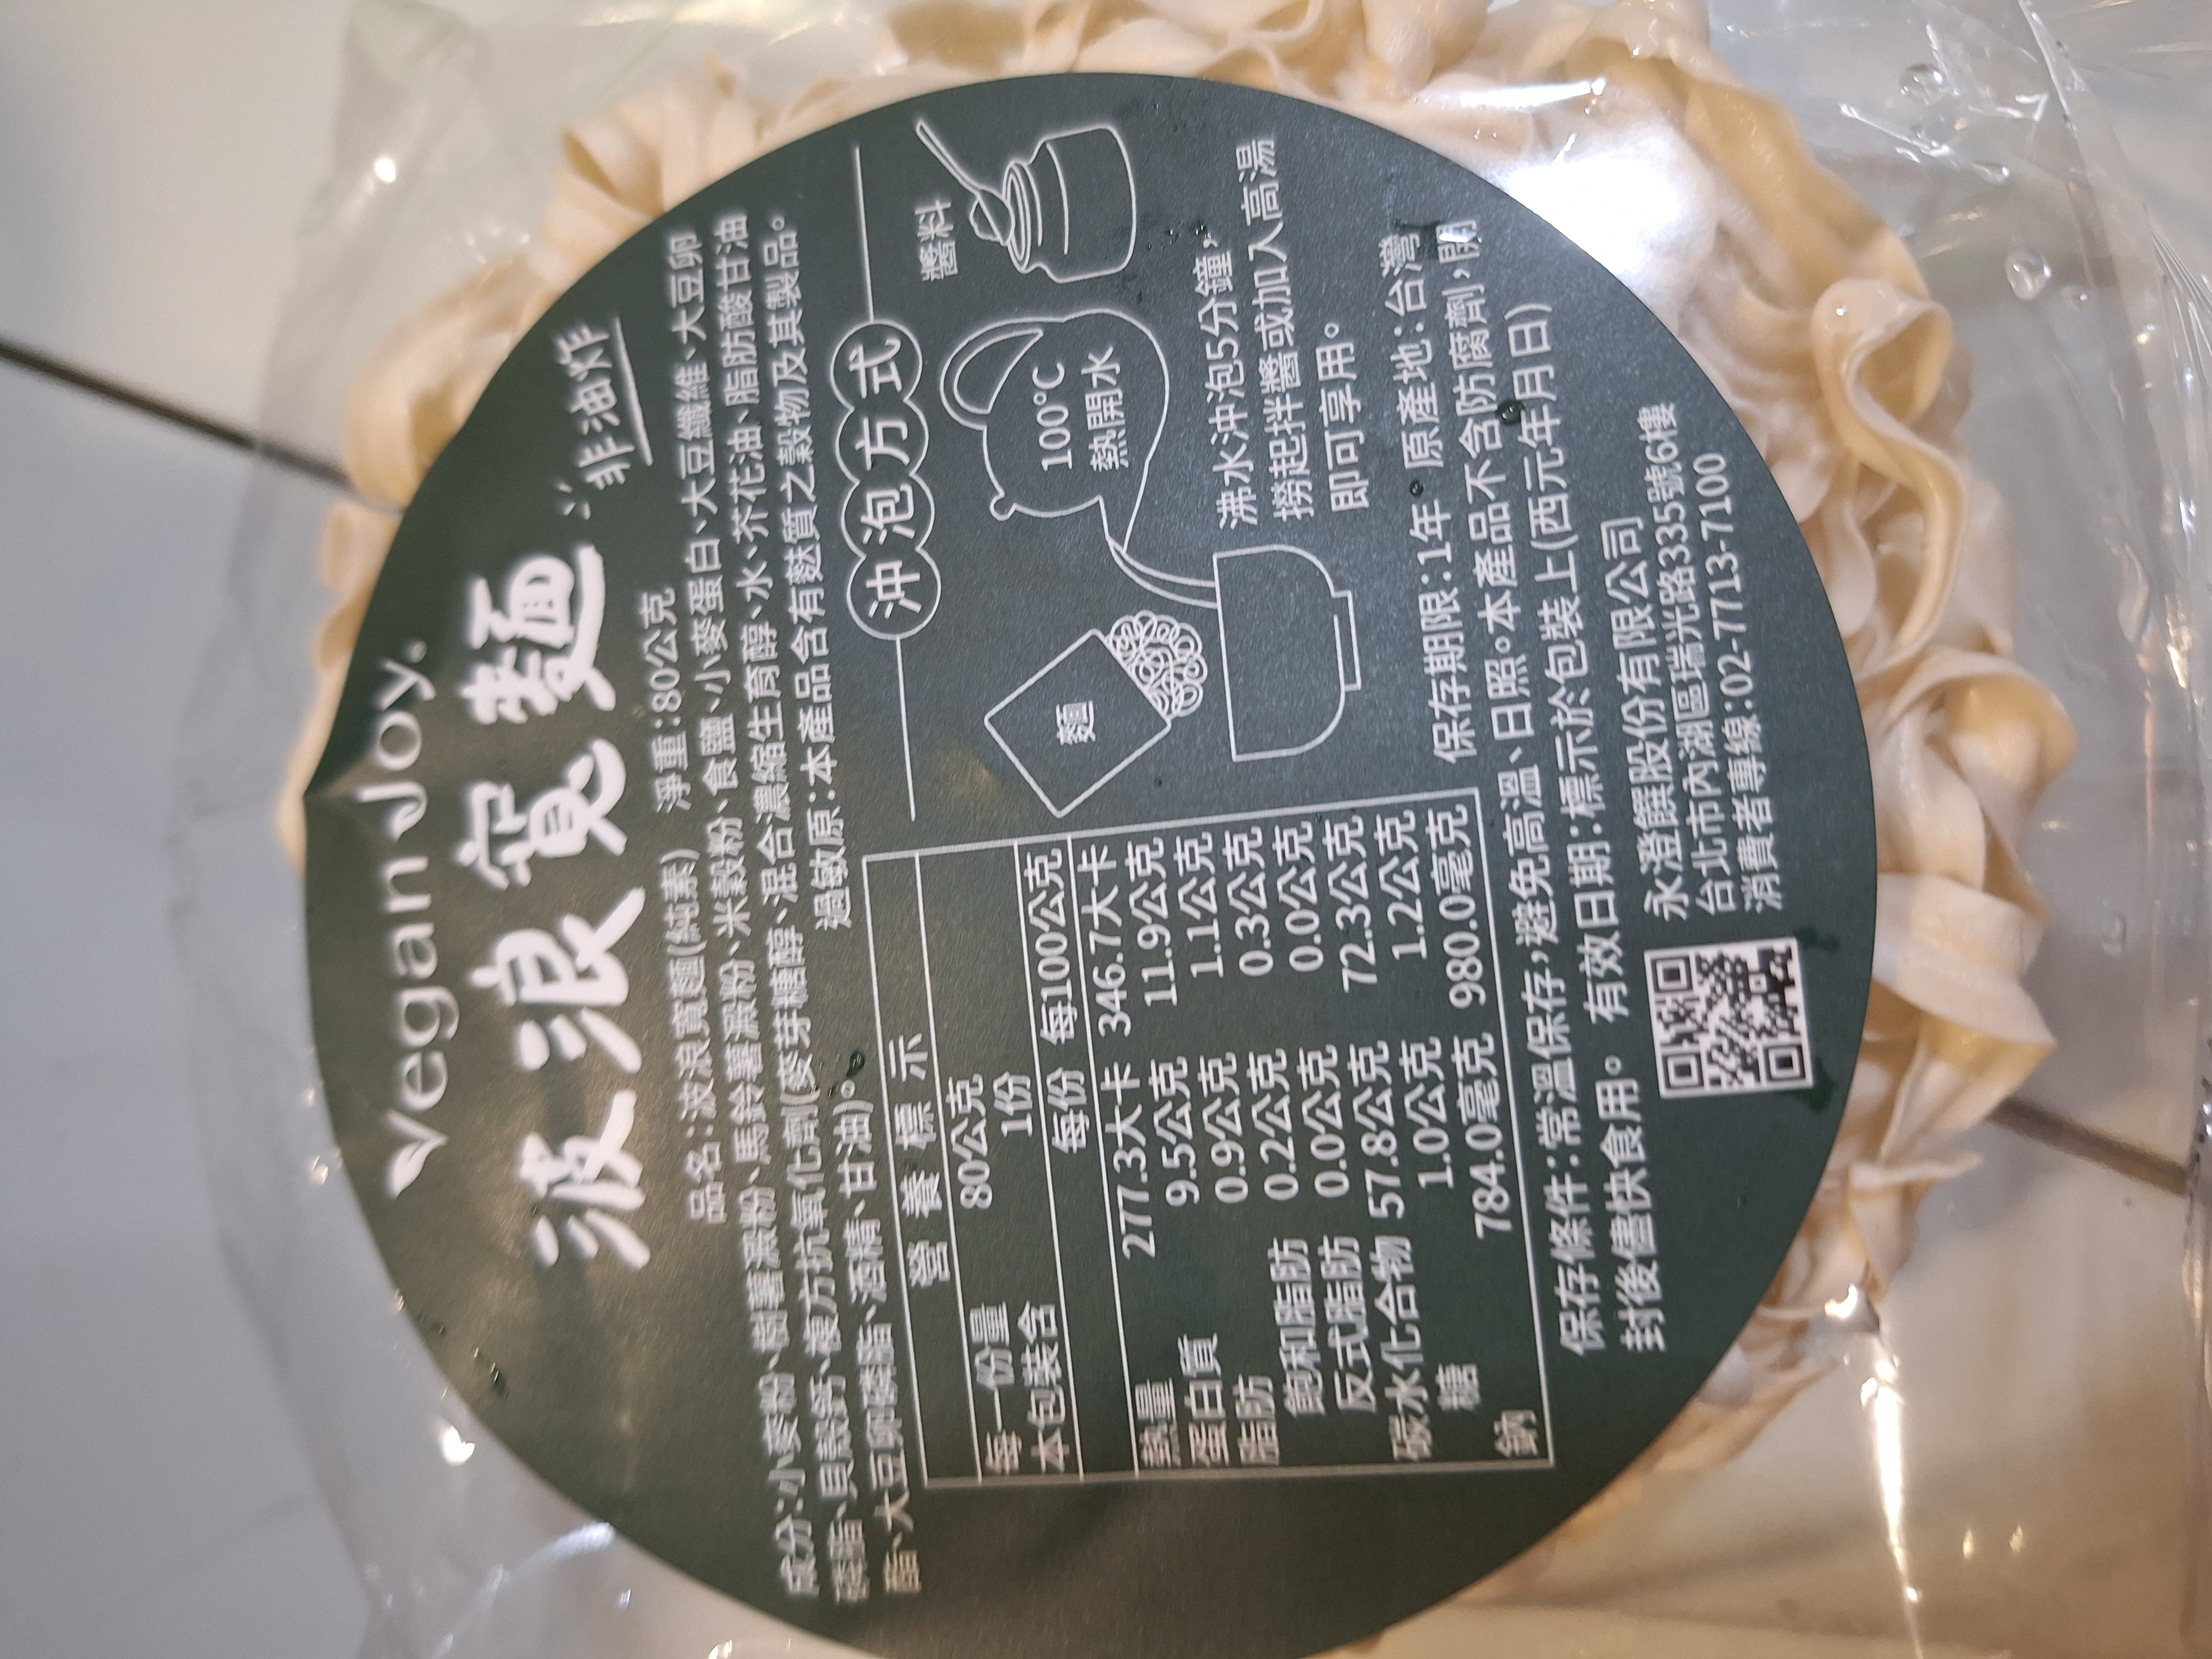 Vegan Joy.
波浪寬麵
非油炸
品名:波浪寬麵(純素) 淨重:80公克
成分:小麥粉、樹薯澱粉、馬鈴薯澱粉、米穀粉、食鹽、小麥蛋白、大豆纖維、大豆卵
磷脂、貝殼鈣、複方抗氧化劑(麥芽糖醇、混合濃縮生育醇、水、芥花油、脂肪酸甘油
酯、大豆卵磷脂、酒精、甘油)。
過敏原:本產品含有麩質之穀物及其製品。
營養標示
每一份量 80公克
本包裝含 1份
每份 每100公克
熱量 277.3大卡 346.7大卡
蛋白質 9.5公克 11.9公克
脂肪 0.9公克 1.1公克
飽和脂肪 0.2公克 0.3公克
反式脂肪 0.0公克 0.0公克
碳水化合物 57.8公克 72.3公克
糖 1.0公克 1.2公克
鈉 784.0毫克 980.0毫克
沖泡方式
麵
100°C
熱開水
醬料
沸水沖泡5分鐘,
撈起拌醬或加入高湯
即可享用。
保存期限:1年 原產地:台灣
保存條件:常溫保存,避免高溫、日照。本產品不含防腐劑,開
封後儘快食用。 有效日期:標示於包裝上(西元年月日)
永澄饌股份有限公司
台北市內湖區瑞光路335號6樓
消費者專線:02-7713-7100